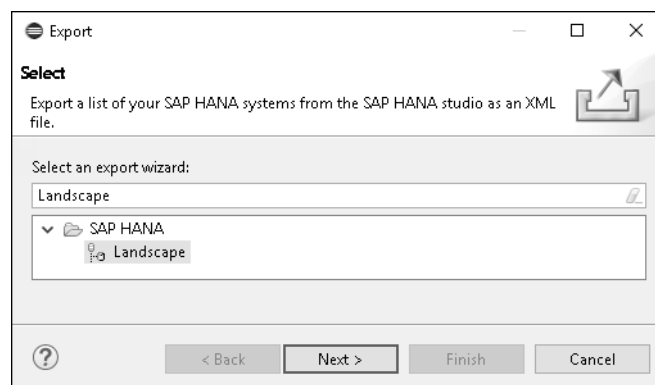 Export
Select
Export a list of your SAP HANA systems from the SAP HANA studio as an XML
file.
Select an export wizard:
Landscape
SAP HANA
Landscape
< Back Next > Finish Cancel